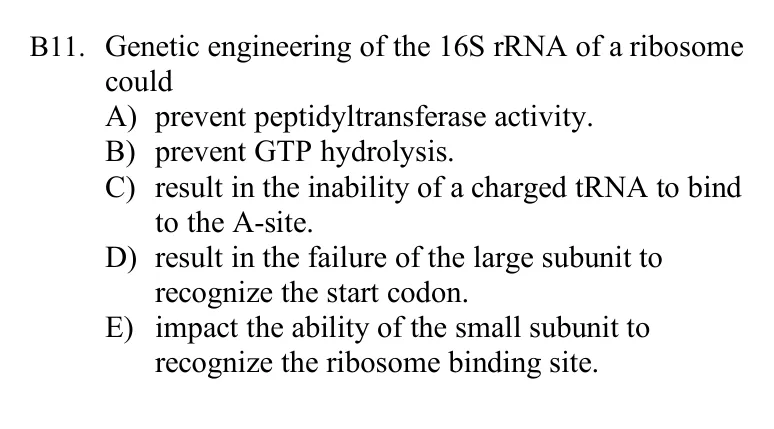 B11. Genetic engineering of the 16S rRNA of a ribosome
could
A) prevent peptidyltransferase activity.
B) prevent GTP hydrolysis.
C) result in the inability of a charged tRNA to bind
to the A-site.
D) result in the failure of the large subunit to
recognize the start codon.
E) impact the ability of the small subunit to
recognize the ribosome binding site.